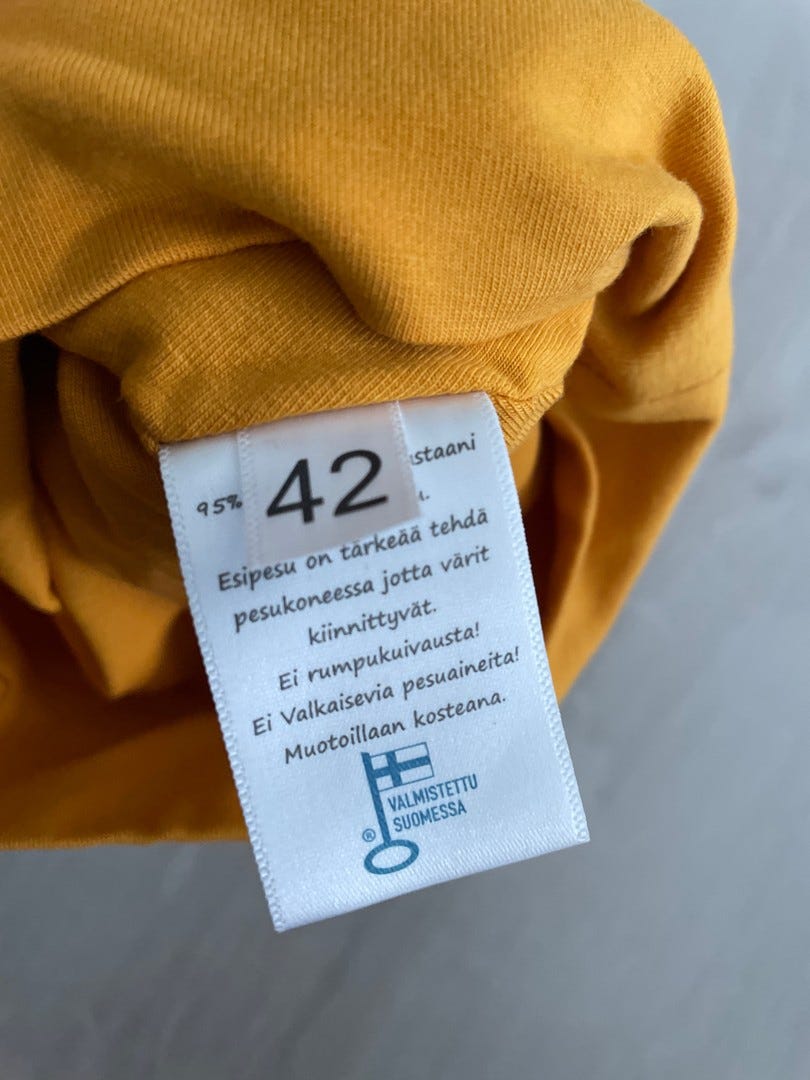 42
95%
Esipesu on tärkeää tehdä
pesukoneessa jotta värit
kiinnittyvät.
Ei rumpukuivausta!
Ei Valkaisevia pesuaineita!
Muotoillaan kosteana.
VALMISTETTU
SUOMESSA
®